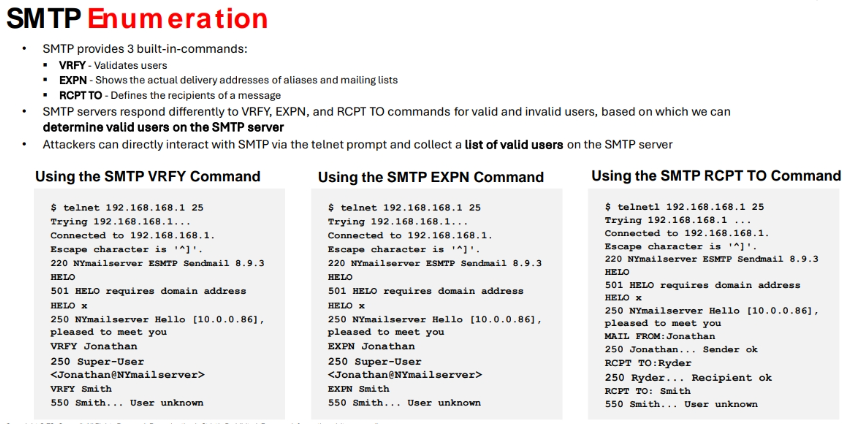 SMTP Enumeration
• SMTP provides 3 built-in-commands:
▪ VRFY - Validates users
▪ EXPN - Shows the actual delivery addresses of aliases and mailing lists
▪ RCPT TO - Defines the recipients of a message
• SMTP servers respond differently to VRFY, EXPN, and RCPT TO commands for valid and invalid users, based on which we can
determine valid users on the SMTP server
• Attackers can directly interact with SMTP via the telnet prompt and collect a list of valid users on the SMTP server
Using the SMTP VRFY Command
$ telnet 192.168.168.1 25
Trying 192.168.168.1...
Connected to 192.168.168.1.
Escape character is '^]'.
220 NYmailserver ESMTP Sendmail 8.9.3
HELO
501 HELO requires domain address
HELO x
250 NYmailserver Hello [10.0.0.86],
pleased to meet you
VRFY Jonathan
250 Super-User
<Jonathan@NYmailserver>
VRFY Smith
550 Smith... User unknown
Using the SMTP EXPN Command
$ telnet 192.168.168.1 25
Trying 192.168.168.1...
Connected to 192.168.168.1.
Escape character is '^]'.
220 NYmailserver ESMTP Sendmail 8.9.3
HELO
501 HELO requires domain address
HELO x
250 NYmailserver Hello [10.0.0.86],
pleased to meet you
EXPN Jonathan
250 Super-User
<Jonathan@NYmailserver>
EXPN Smith
550 Smith... User unknown
Using the SMTP RCPT TO Command
$ telnetl 192.168.168.1 25
Trying 192.168.168.1 ...
Connected to 192.168.168.1.
Escape character is '^]'.
220 NYmailserver ESMTP Sendmail 8.9.3
HELO
501 HELO requires domain address
HELO x
250 NYmailserver Hello [10.0.0.86],
pleased to meet you
MAIL FROM:Jonathan
250 Jonathan... Sender ok
RCPT TO:Ryder
250 Ryder... Recipient ok
RCPT TO: Smith
550 Smith... User unknown